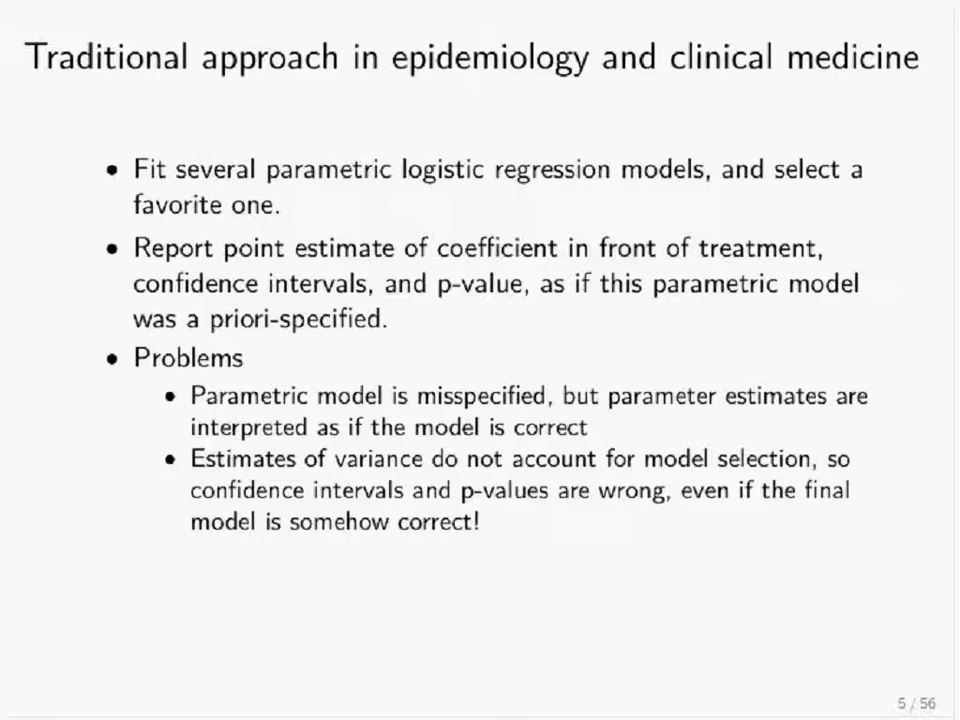 Traditional approach in epidemiology and clinical medicine
• Fit several parametric logistic regression models, and select a
favorite one.
• Report point estimate of coefficient in front of treatment,
confidence intervals, and p-value, as if this parametric model
was a priori-specified.
• Problems
• Parametric model is misspecified, but parameter estimates are
interpreted as if the model is correct
• Estimates of variance do not account for model selection, so
confidence intervals and p-values are wrong, even if the final
model is somehow correct!
5 / 56